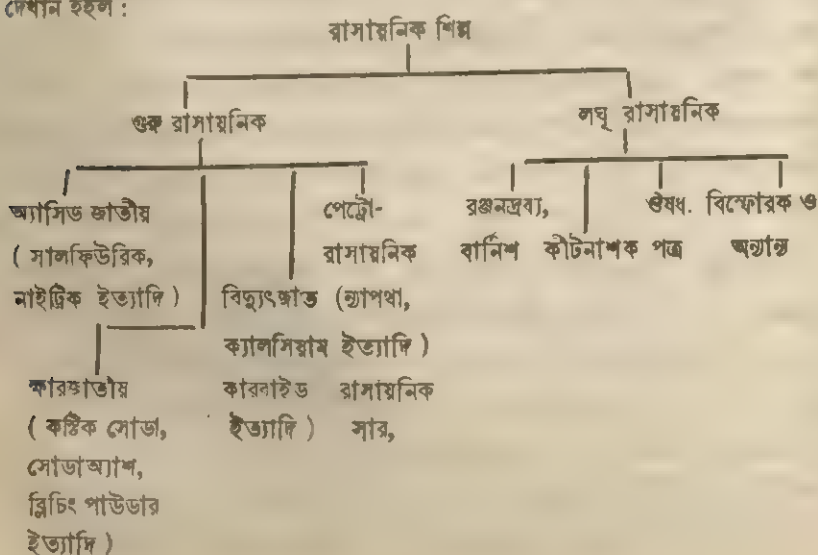 দেখান হইল :
রাসায়নিক শিল্প
গুরু রাসায়নিক
লঘু রাসায়নিক
অ্যাসিড জাতীয়
( সালফিউরিক,
নাইট্রিক ইত্যাদি )
ক্ষারজাতীয়
( কষ্টিক সোডা,
সোডাঅ্যাশ,
ব্লিচিং পাউডার
ইত্যাদি )
বিদ্যুৎজাত
ক্যালসিয়াম
কারবাইড
ইত্যাদি )
পেট্রো-
রাসায়নিক
(ন্যাপথা,
ইত্যাদি )
রাসায়নিক
সার,
রঞ্জনদ্রব্য,
বার্নিশ
কীটনাশক
ঔষধ.
পত্র
বিস্ফোরক ও
অন্যান্য